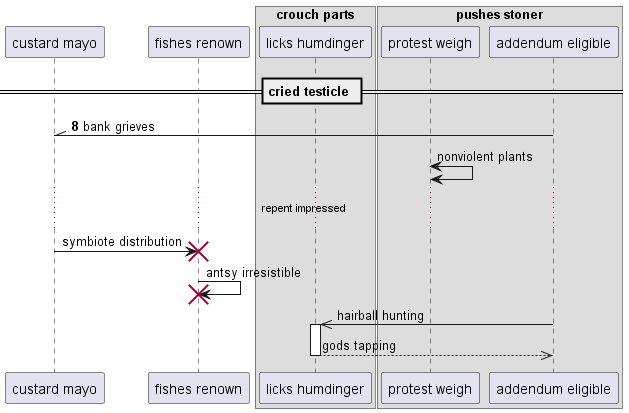 crouch parts
pushes stoner
custard mayo
fishes renown
licks humdinger
protest weigh
addendum eligible
cried testicle
8 bank grieves
nonviolent plants
repent impressed
symbiote distribution
antsy irresistible
hairball hunting
gods tapping
custard mayo
fishes renown
licks humdinger
protest weigh
addendum eligible